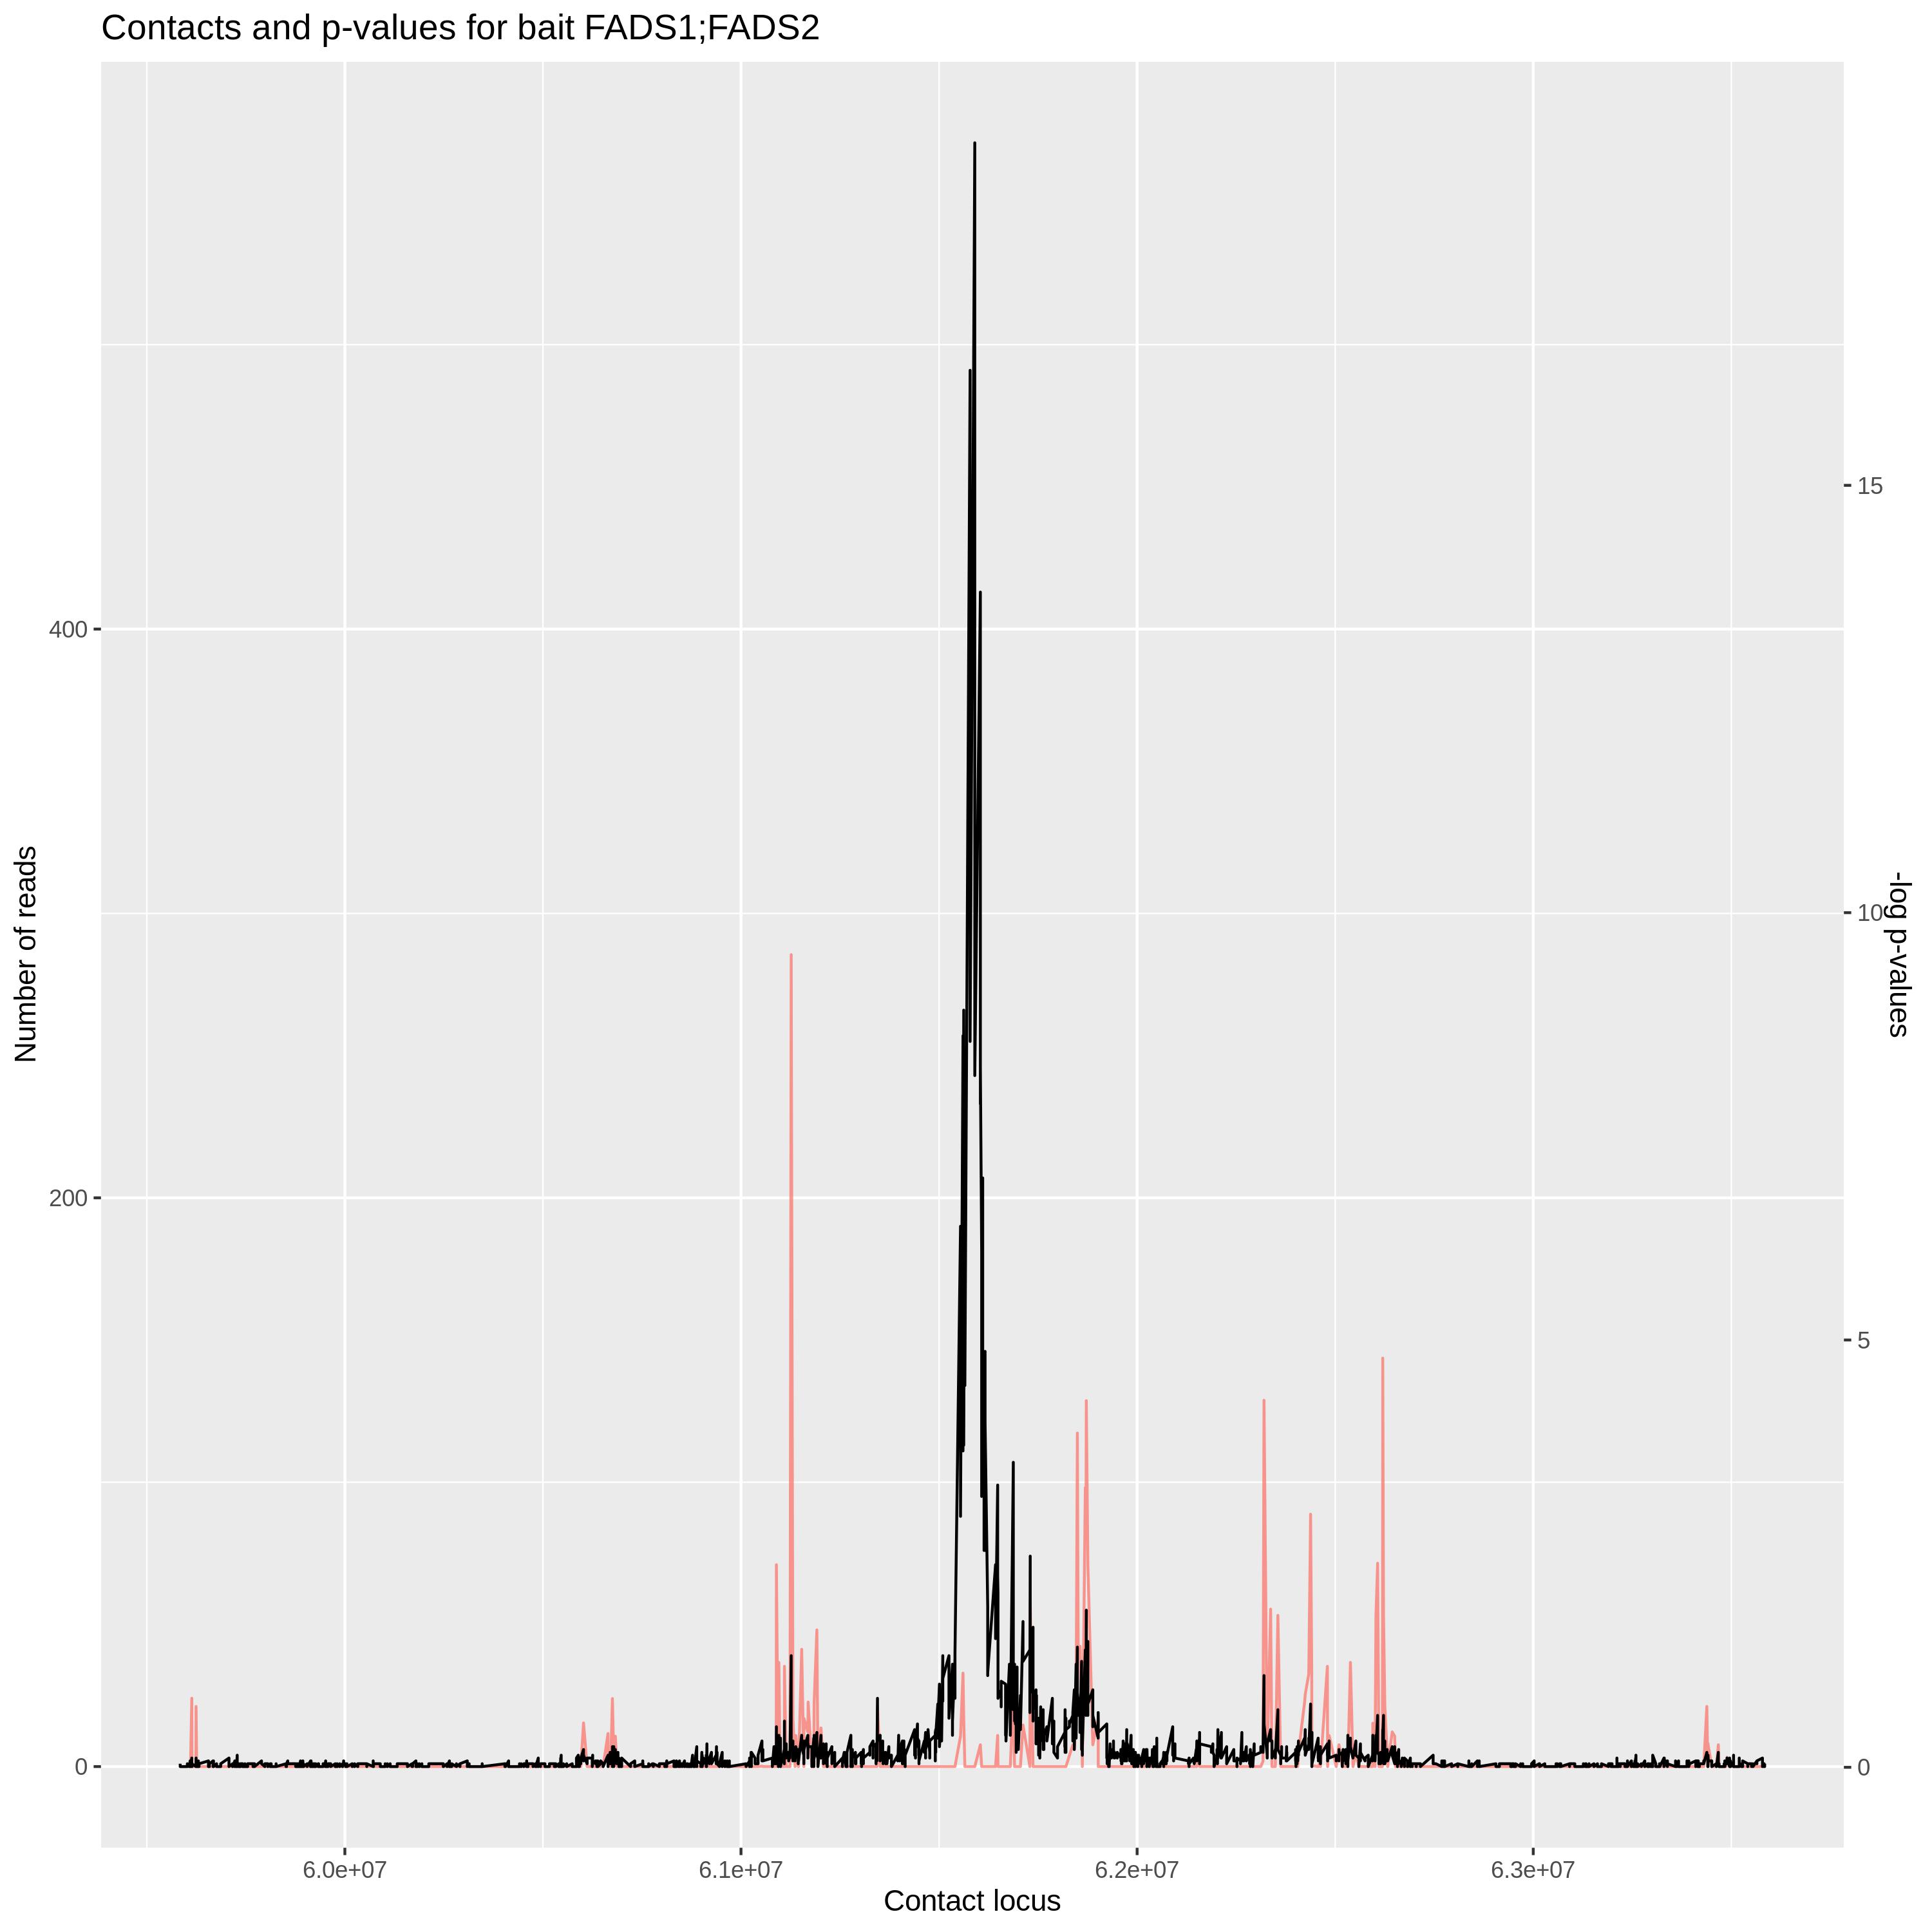 Contacts and p-values for bait FADS1;FADS2
Number of reads
400
200
0
15
10
5
0
-log p-values
6.0e+07 6.1e+07 6.2e+07 6.3e+07
Contact locus